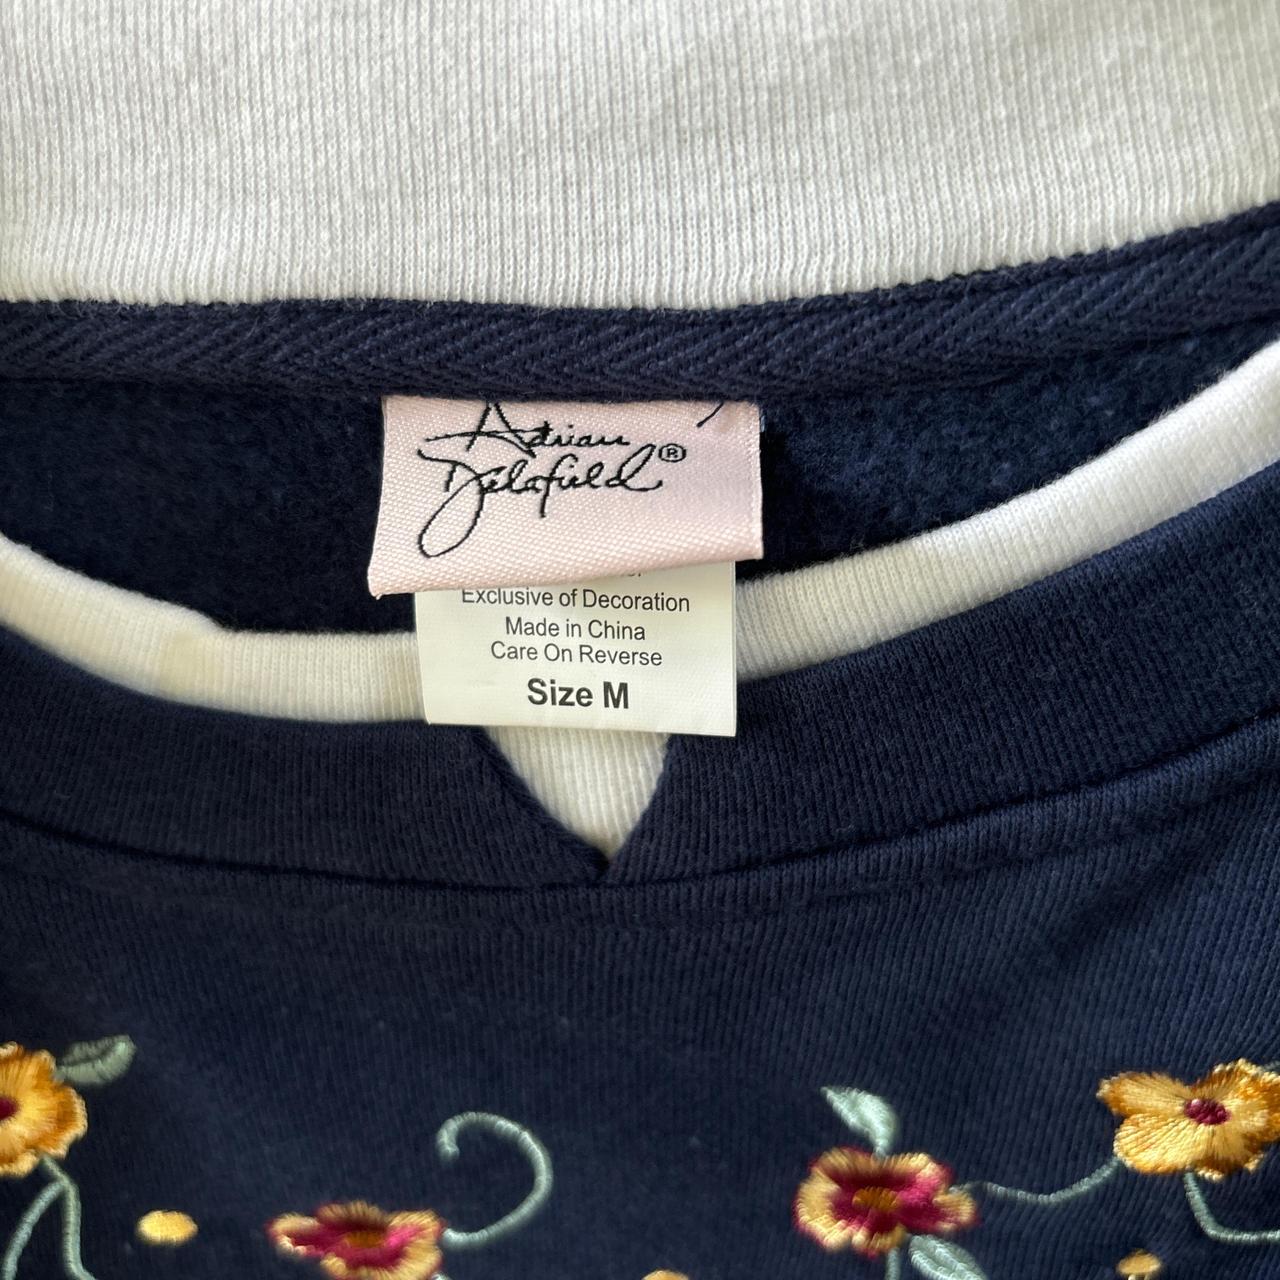 Adrian
Delafield®
Exclusive of Decoration
Made in China
Care On Reverse
Size M